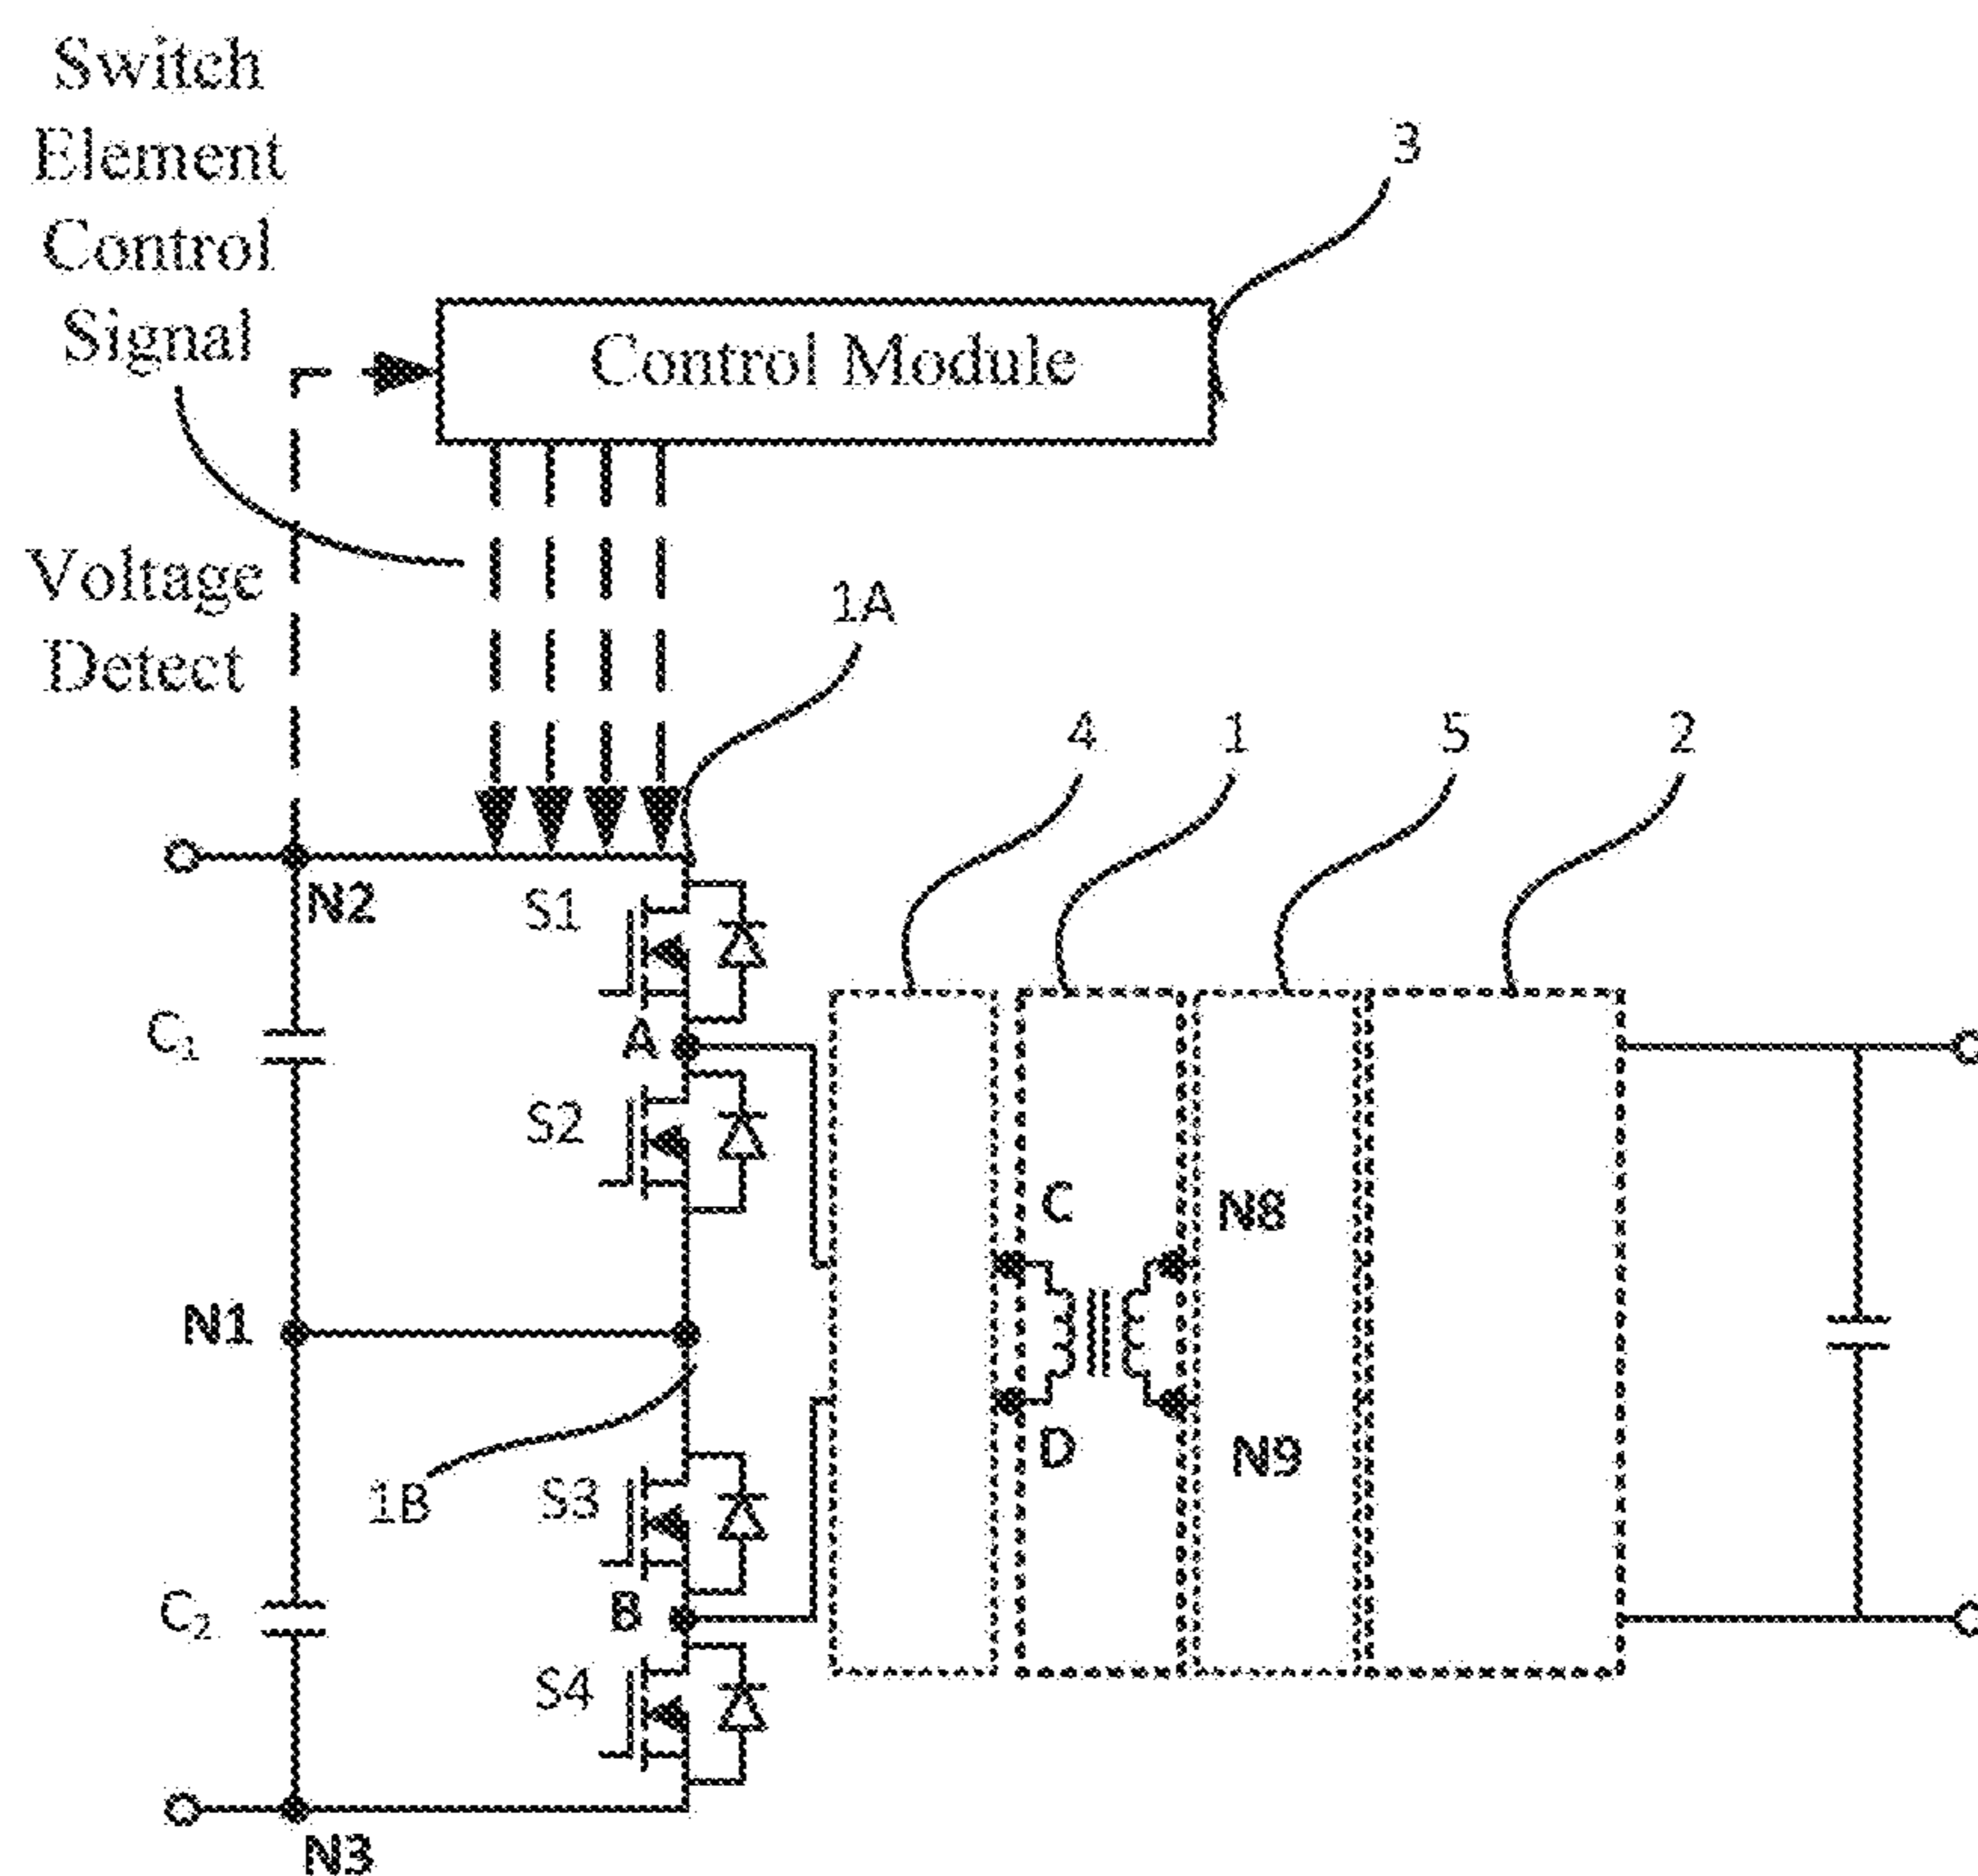 Switch
Element
Control
Signal
3
Control Module
Voltage
Detect
1A
4
1
5
2
N2
S1
C₁
A
S2
C
N8
N1
D
N9
1B
S3
C₂
B
S4
N3